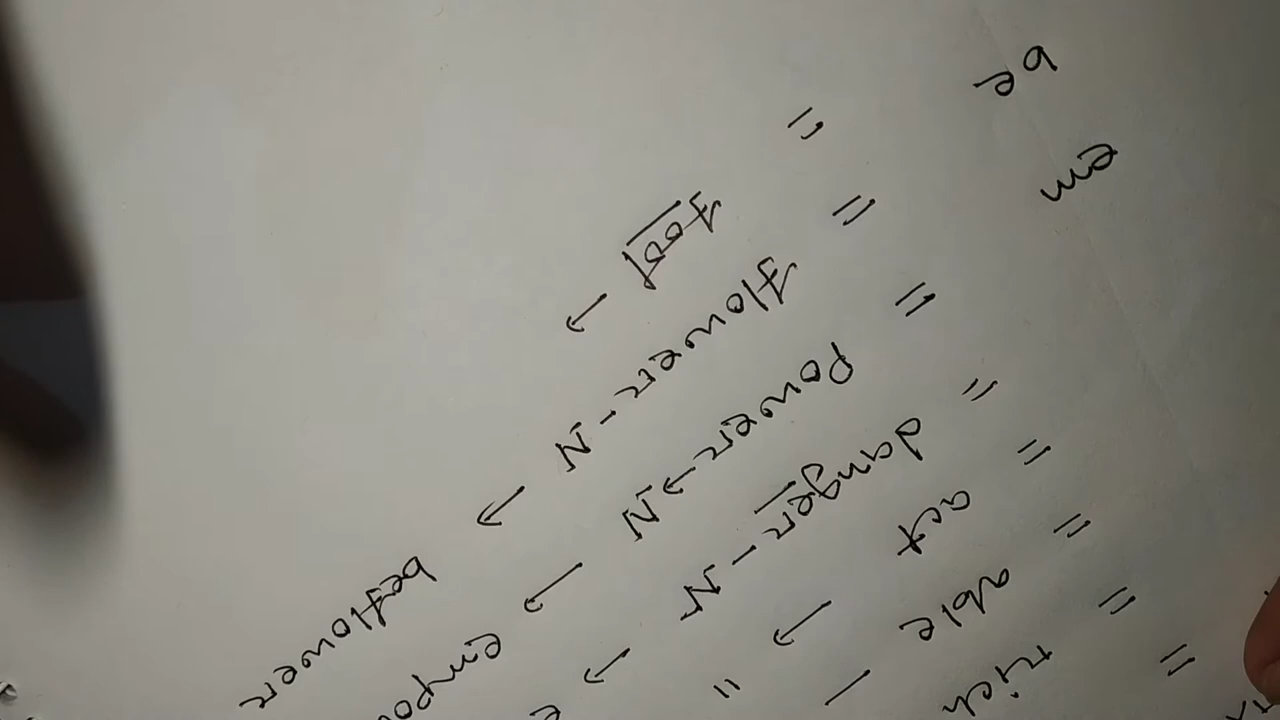 =
= rich
= able -
= act → "
= danger - N →
em = power → N → empo
be = flower - N → beflower
= fool →